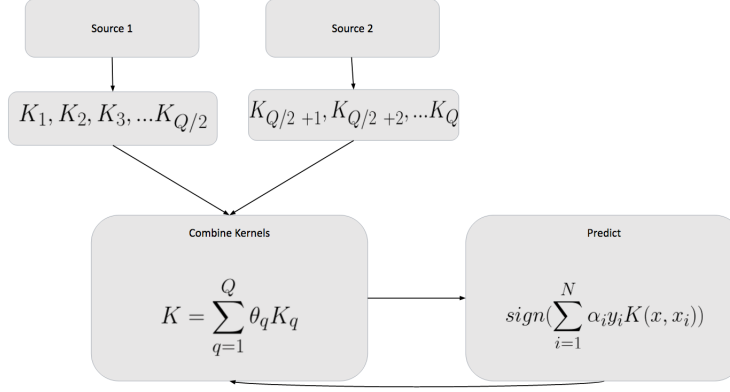 Source 1
Source 2
K_1, K_2, K_3, ...K_{Q/2}
K_{Q/2 +1}, K_{Q/2 +2}, ...K_Q
Combine Kernels
K = \sum_{q=1}^{Q} \theta_q K_q
Predict
sign(\sum_{i=1}^{N} \alpha_i y_i K(x, x_i))